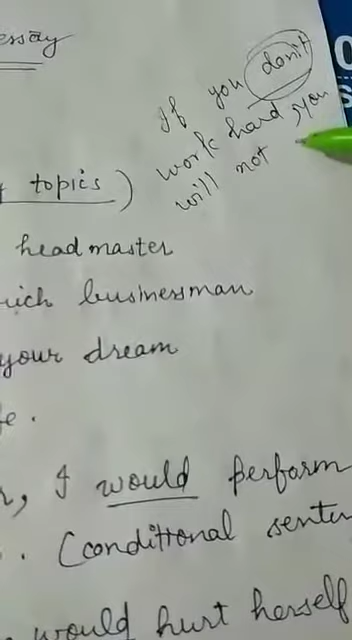 essay
If you don't
work hard, you
will not
topics)
headmaster
rich businessman
your dream
I would perform
(conditional senten
would hurt herself